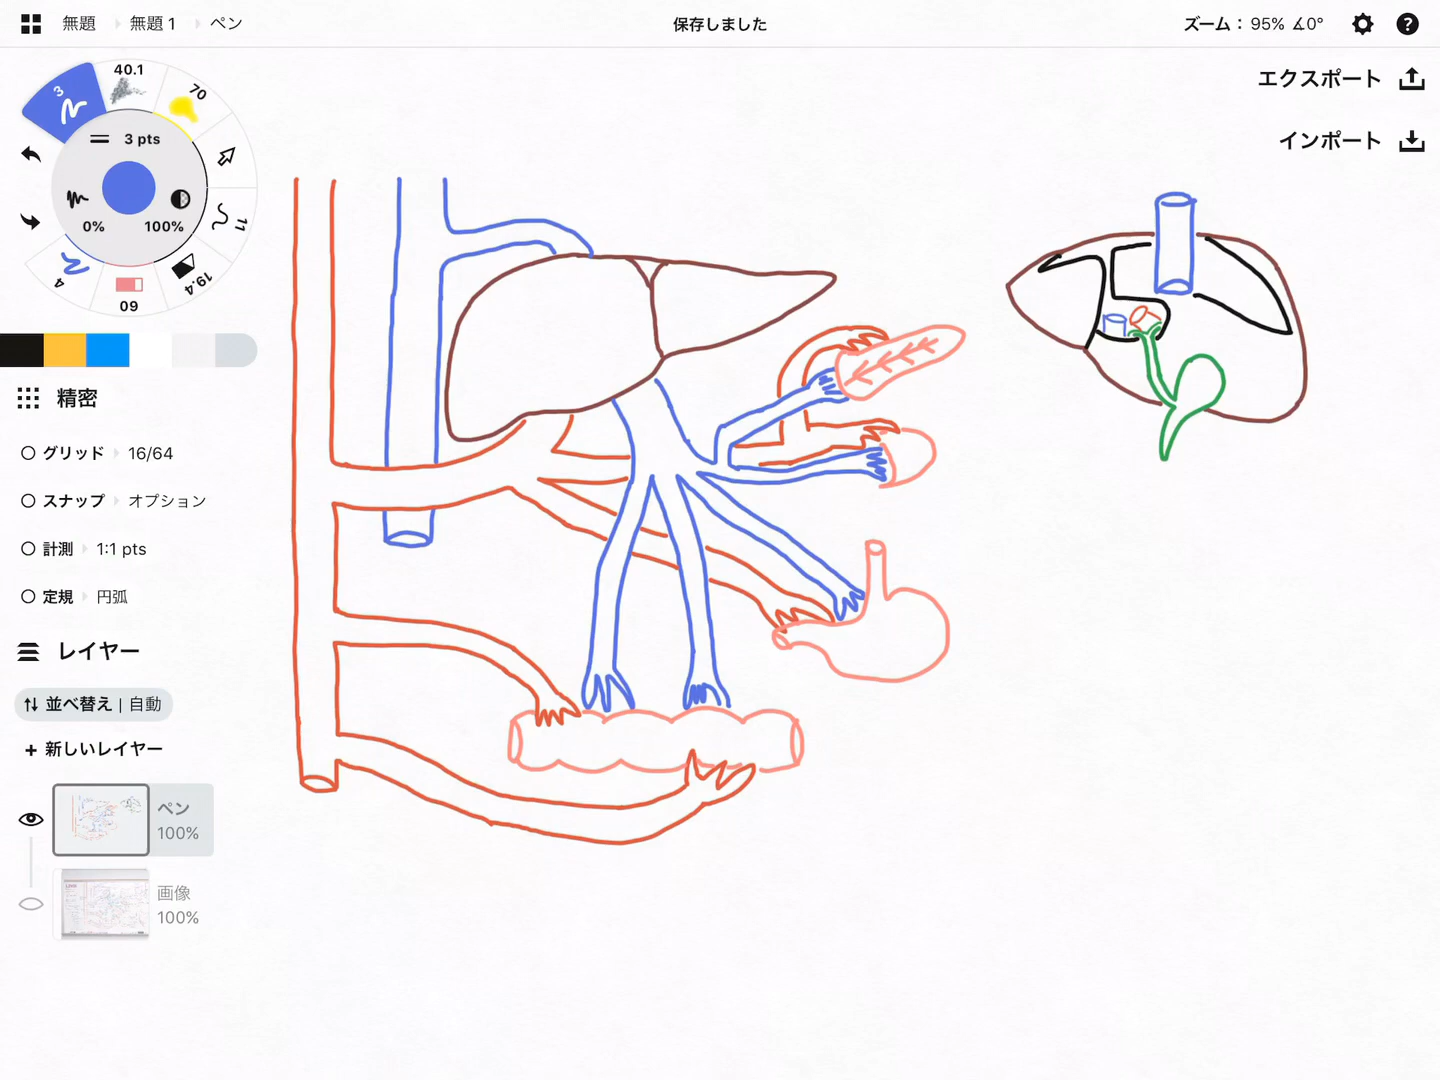 無題 無題 1 ペン
保存しました
ズーム： 95% ∡0°
エクスポート
インポート
3
40.1
70
3 pts
0%
100%
11
19.4
60
4
精密
グリッド 16/64
スナップ オプション
計測 1:1 pts
定規 円弧
レイヤー
並べ替え | 自動
+ 新しいレイヤー
ペン
100%
画像
100%